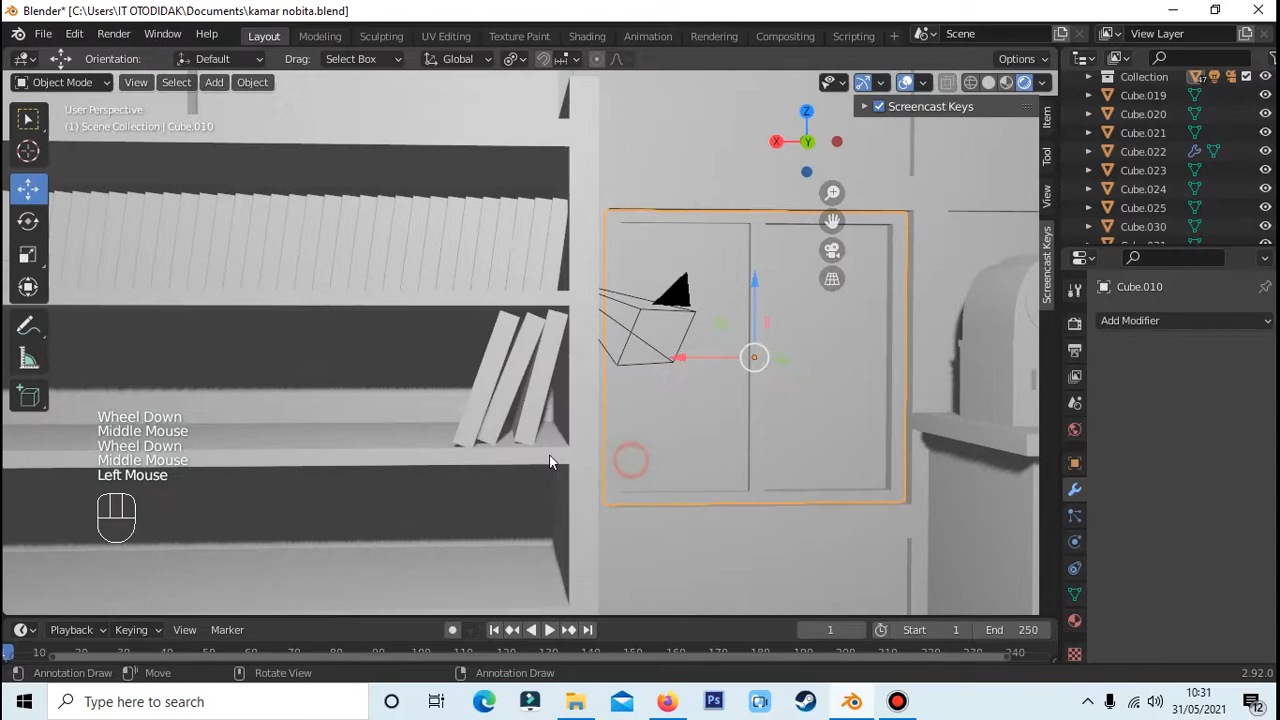 Blender* [C:\Users\IT OTODIDAK\Documents\kamar nobita.blend]
File Edit Render Window Help Layout Modeling Sculpting UV Editing Texture Paint Shading Animation Rendering Compositing Scripting + Scene View Layer
Orientation: Default Drag: Select Box Global Options
Object Mode View Select Add Object
User Perspective
(1) Scene Collection | Cube.010
Screencast Keys
Z
X
Y
Item
Tool
View
Screencast Keys
Collection 47
Cube.019
Cube.020
Cube.021
Cube.022
Cube.023
Cube.024
Cube.025
Cube.030
Cube.010
Add Modifier
Wheel Down
Middle Mouse
Wheel Down
Middle Mouse
Left Mouse
Playback Keying View Marker 1 Start 1 End 250
10 20 30 40 50 60 70 80 90 100 110 120 130 140 150 160 170 180 190 200 210 220 230 240
Annotation Draw Move Rotate View Annotation Draw 2.92.0
Type here to search
Ps
10:31
31/05/2021
12